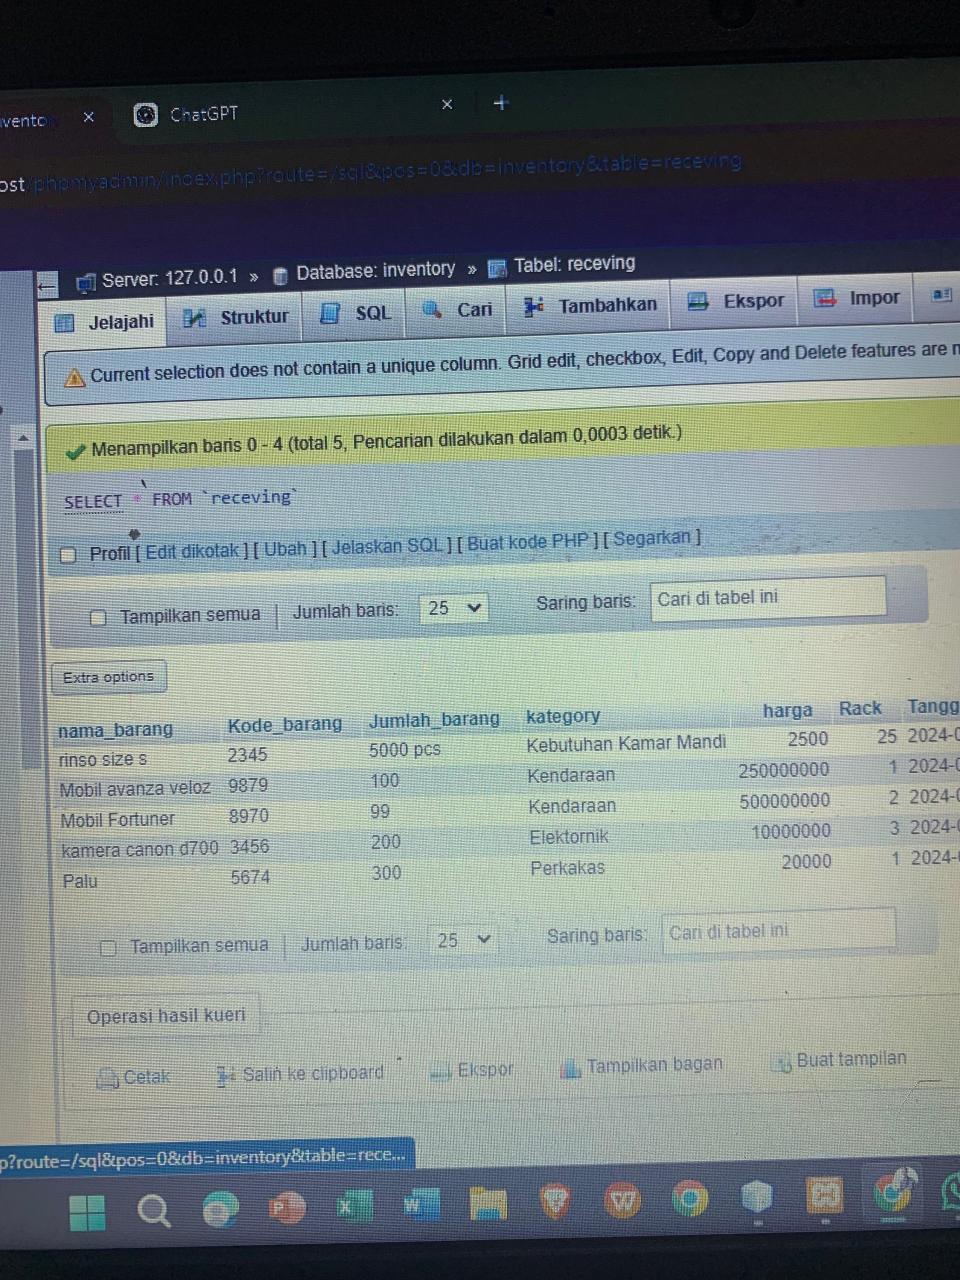 vento × ChatGPT × +
ost/phpmyadmin/index.php?route=/sql&pos=0&db=inventory&table=receving
Server: 127.0.0.1 » Database: inventory » Tabel: receving
Jelajahi Struktur SQL Cari Tambahkan Ekspor Impor
Current selection does not contain a unique column. Grid edit, checkbox, Edit, Copy and Delete features are n
Menampilkan baris 0 - 4 (total 5, Pencarian dilakukan dalam 0,0003 detik.)
SELECT * FROM `receving`
Profil [ Edit dikotak ] [ Ubah ] [ Jelaskan SQL ] [ Buat kode PHP ] [ Segarkan ]
Tampilkan semua | Jumlah baris: 25 Saring baris: Cari di tabel ini
Extra options
nama_barang Kode_barang Jumlah_barang kategory harga Rack Tangg
rinso size s 2345 5000 pcs Kebutuhan Kamar Mandi 2500 25 2024-0
Mobil avanza veloz 9879 100 Kendaraan 250000000 1 2024-0
Mobil Fortuner 8970 99 Kendaraan 500000000 2 2024-0
kamera canon d700 3456 200 Elektornik 10000000 3 2024-
Palu 5674 300 Perkakas 20000 1 2024-
Tampilkan semua | Jumlah baris: 25 Saring baris: Cari di tabel ini
Operasi hasil kueri
Cetak Salin ke clipboard Ekspor Tampilkan bagan Buat tampilan
p?route=/sql&pos=0&db=inventory&table=rece...